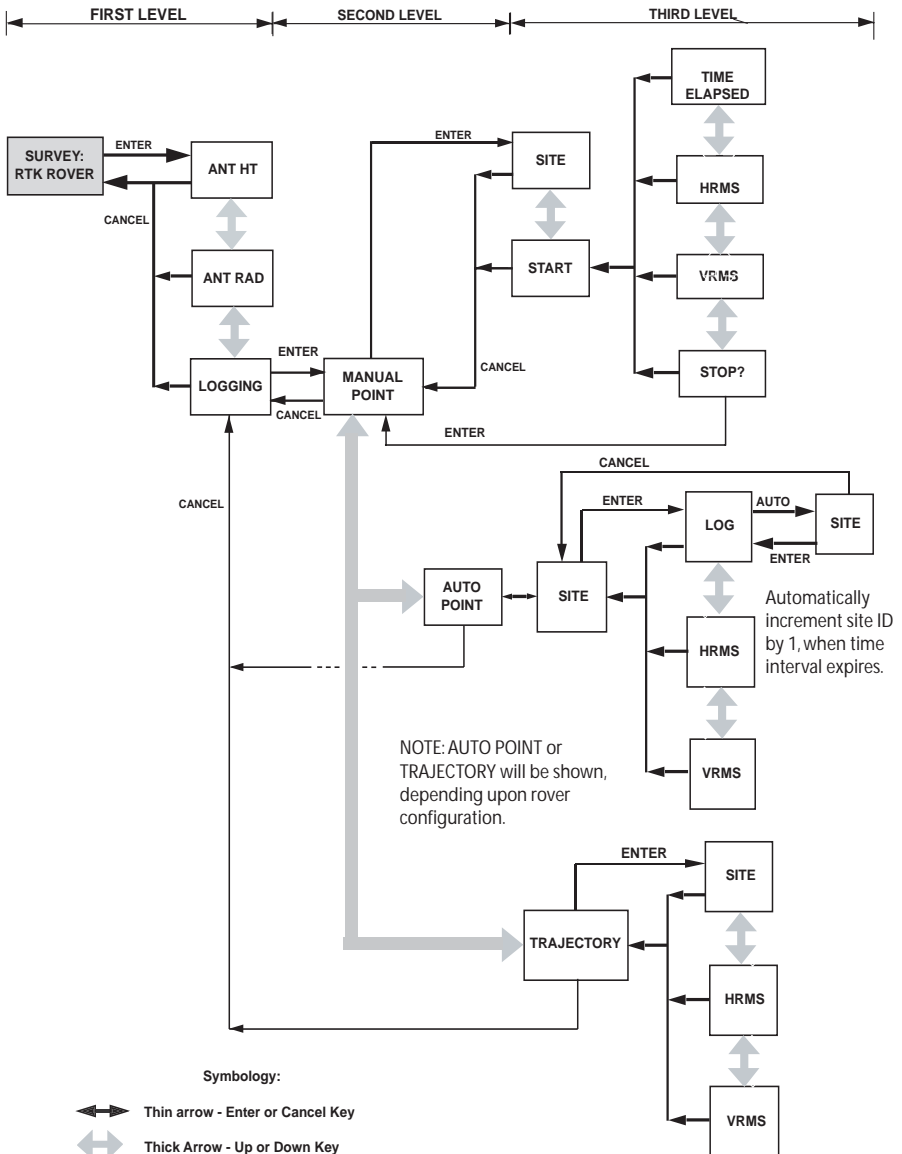 FIRST LEVEL
SECOND LEVEL
THIRD LEVEL
TIME
ELAPSED
SURVEY:
RTK ROVER
ENTER
ANT HT
CANCEL
ENTER
SITE
HRMS
ANT RAD
START
VRMS
LOGGING
ENTER
CANCEL
MANUAL
POINT
CANCEL
STOP?
ENTER
CANCEL
CANCEL
ENTER
LOG
AUTO
SITE
ENTER
AUTO
POINT
SITE
Automatically
increment site ID
by 1, when time
interval expires.
HRMS
VRMS
NOTE: AUTO POINT or
TRAJECTORY will be shown,
depending upon rover
configuration.
ENTER
SITE
TRAJECTORY
HRMS
VRMS
Symbology:
Thin arrow - Enter or Cancel Key
Thick Arrow - Up or Down Key